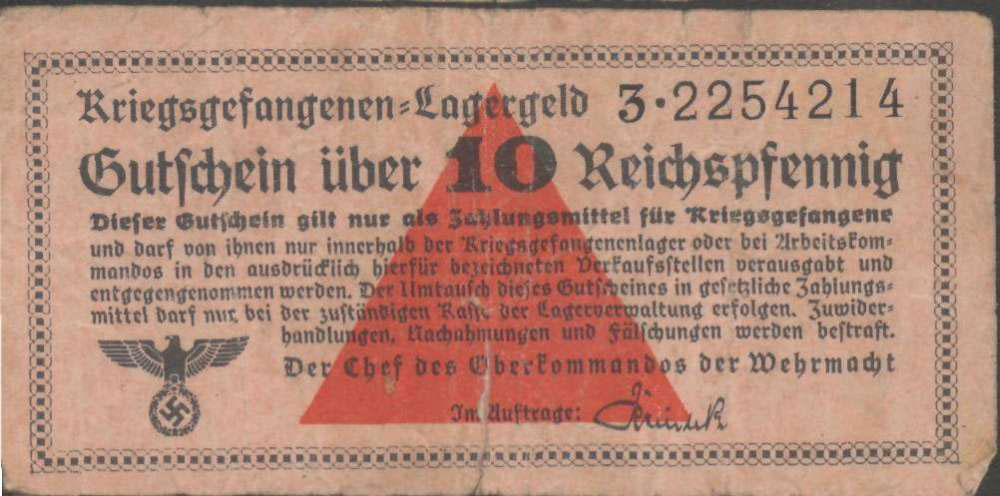 Kriegsgefangenen-Lagergeld 3·2254214
Gutschein über 10 Reichspfennig
Dieser Gutschein gilt nur als Zahlungsmittel für Kriegsgefangene
und darf von ihnen nur innerhalb der Kriegsgefangenenlager oder bei Arbeitskom-
mandos in den ausdrücklich hierfür bezeichneten Verkaufsstellen verausgabt und
entgegengenommen werden. Der Umtausch dieses Gutscheines in gesetzliche Zahlungs-
mittel darf nur bei der zuständigen Kasse der Lagerverwaltung erfolgen. Zuwider-
handlungen, Nachahmungen und Fälschungen werden bestraft.
Der Chef des Oberkommandos der Wehrmacht
Im Auftrage: